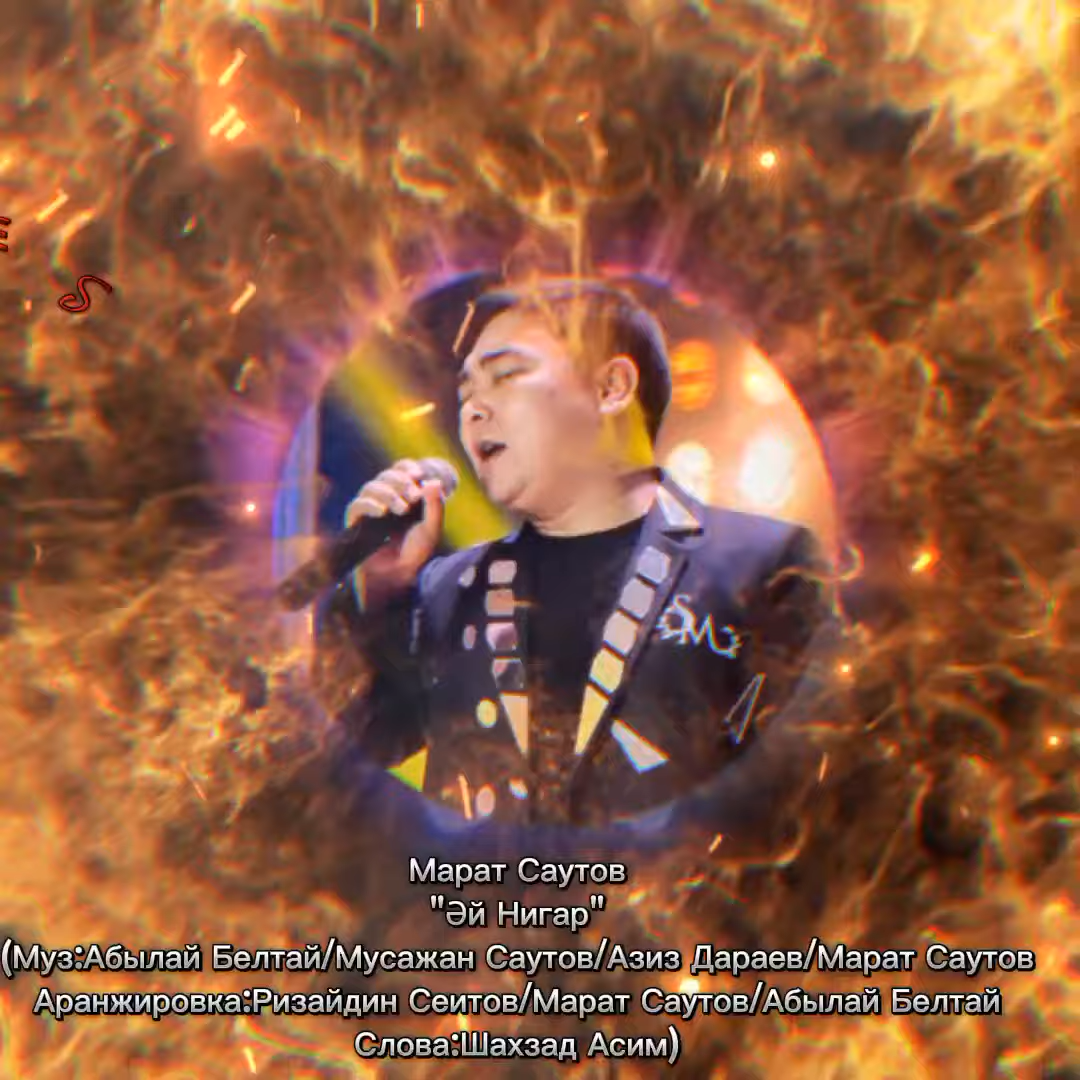 Марат Саутов
"Әй Нигар"
(Муз:Абылай Белтай/Мусажан Саутов/Азиз Дараев/Марат Саутов
Аранжировка:Ризайдин Сеитов/Марат Саутов/Абылай Белтай
Слова:Шахзад Асим)